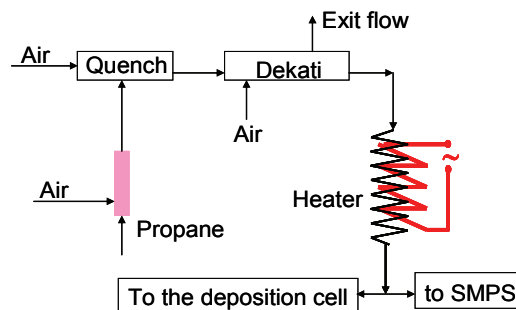 Exit flow
Air
Quench
Dekati
Air
Air
Heater
~
Propane
To the deposition cell
to SMPS